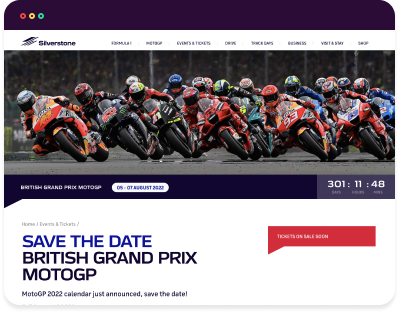 Silverstone
FORMULA 1 MOTOGP EVENTS & TICKETS DRIVE TRACK DAYS BUSINESS VISIT & STAY SHOP
BRITISH GRAND PRIX MOTOGP 05 - 07 AUGUST 2022
301 : 11 : 48
DAYS HOURS MINS
Home / Events & Tickets /
SAVE THE DATE
BRITISH GRAND PRIX
MOTOGP
TICKETS ON SALE SOON
MotoGP 2022 calendar just announced, save the date!